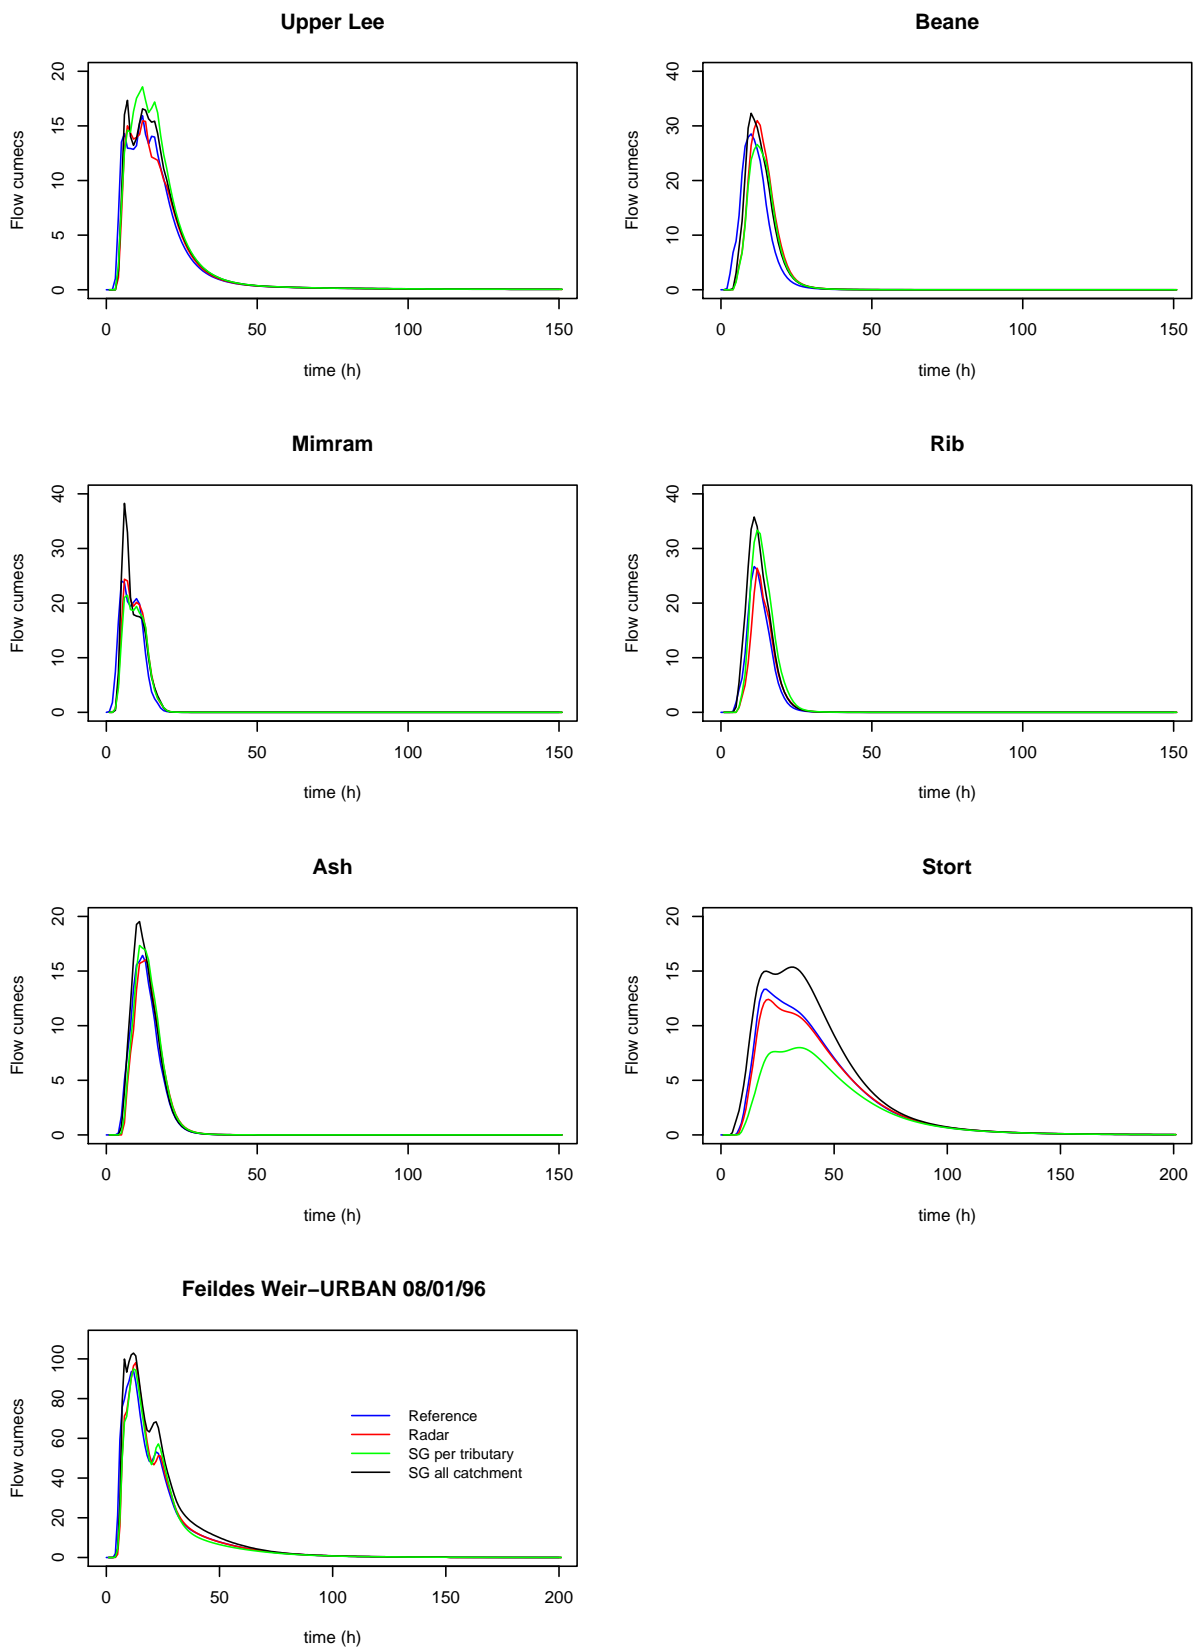 Upper Lee
Flow cumecs
0 5 10 15 20
0 50 100 150
time (h)
Beane
Flow cumecs
0 10 20 30 40
0 50 100 150
time (h)
Mimram
Flow cumecs
0 10 20 30 40
0 50 100 150
time (h)
Rib
Flow cumecs
0 10 20 30 40
0 50 100 150
time (h)
Ash
Flow cumecs
0 5 10 15 20
0 50 100 150
time (h)
Stort
Flow cumecs
0 5 10 15 20
0 50 100 150 200
time (h)
Feildes Weir−URBAN 08/01/96
Flow cumecs
0 20 40 60 80 100
0 50 100 150 200
time (h)
Reference
Radar
SG per tributary
SG all catchment